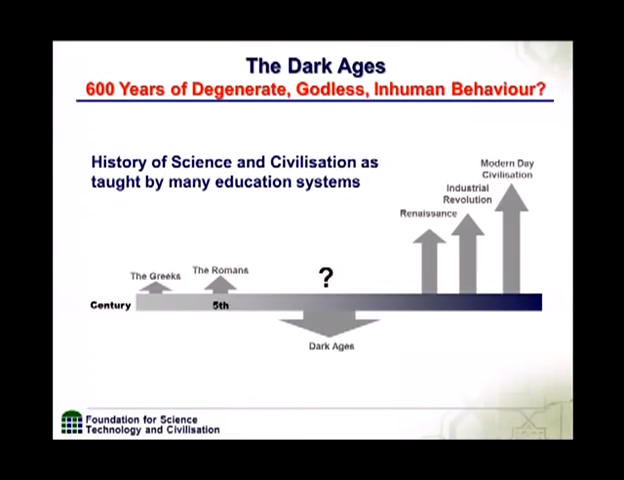 The Dark Ages
600 Years of Degenerate, Godless, Inhuman Behaviour?
History of Science and Civilisation as
taught by many education systems
Modern Day
Civilisation
Industrial
Revolution
Renaissance
The Greeks
The Romans
?
Century
5th
Dark Ages
Foundation for Science
Technology and Civilisation